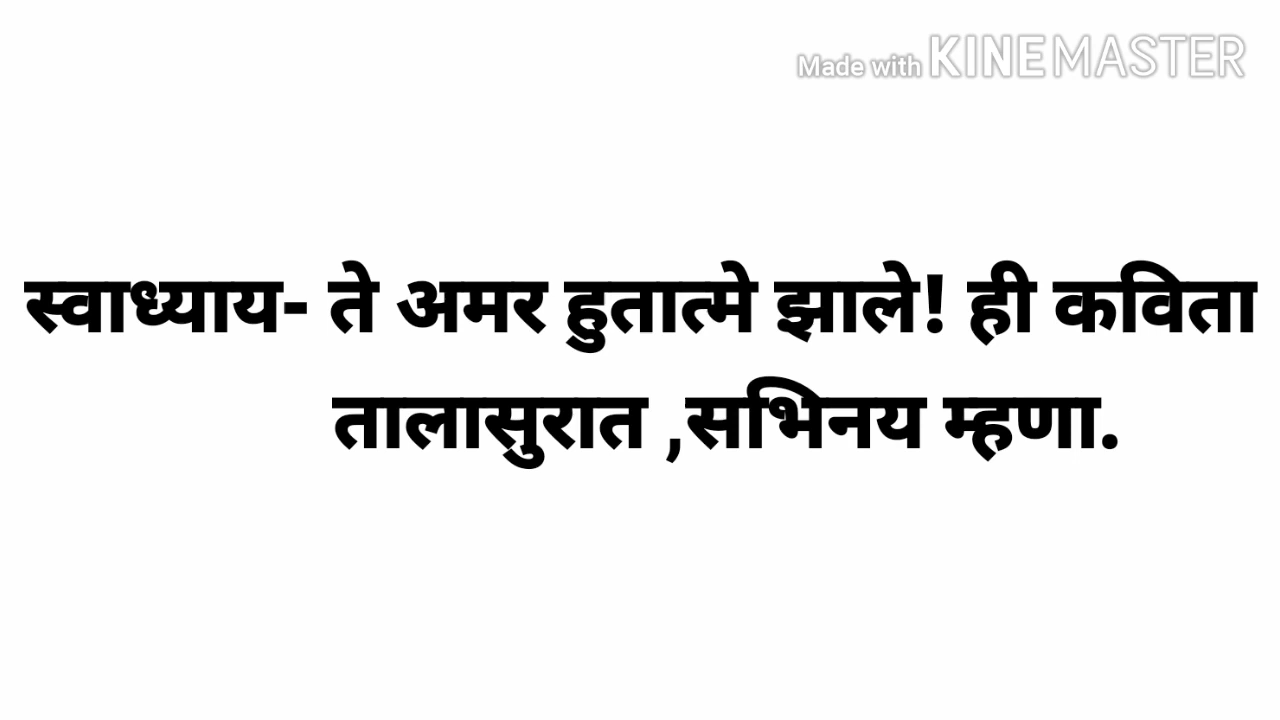 Made with KINEMASTER
स्वाध्याय- ते अमर हुतात्मे झाले! ही कविता
तालासुरात ,सभिनय म्हणा.